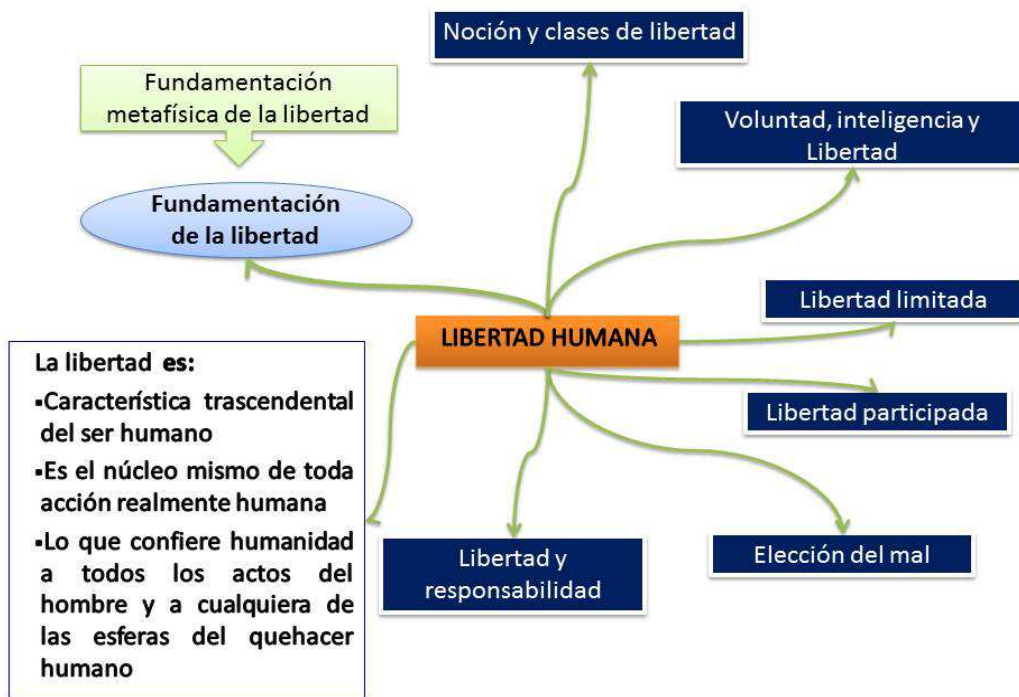 Noción y clases de libertad
Fundamentación
metafísica de la libertad
Voluntad, inteligencia y
Libertad
Fundamentación
de la libertad
Libertad limitada
LIBERTAD HUMANA
La libertad es:
▪Característica trascendental
del ser humano
▪Es el núcleo mismo de toda
acción realmente humana
▪Lo que confiere humanidad
a todos los actos del
hombre y a cualquiera de
las esferas del quehacer
humano
Libertad participada
Libertad y
responsabilidad
Elección del mal